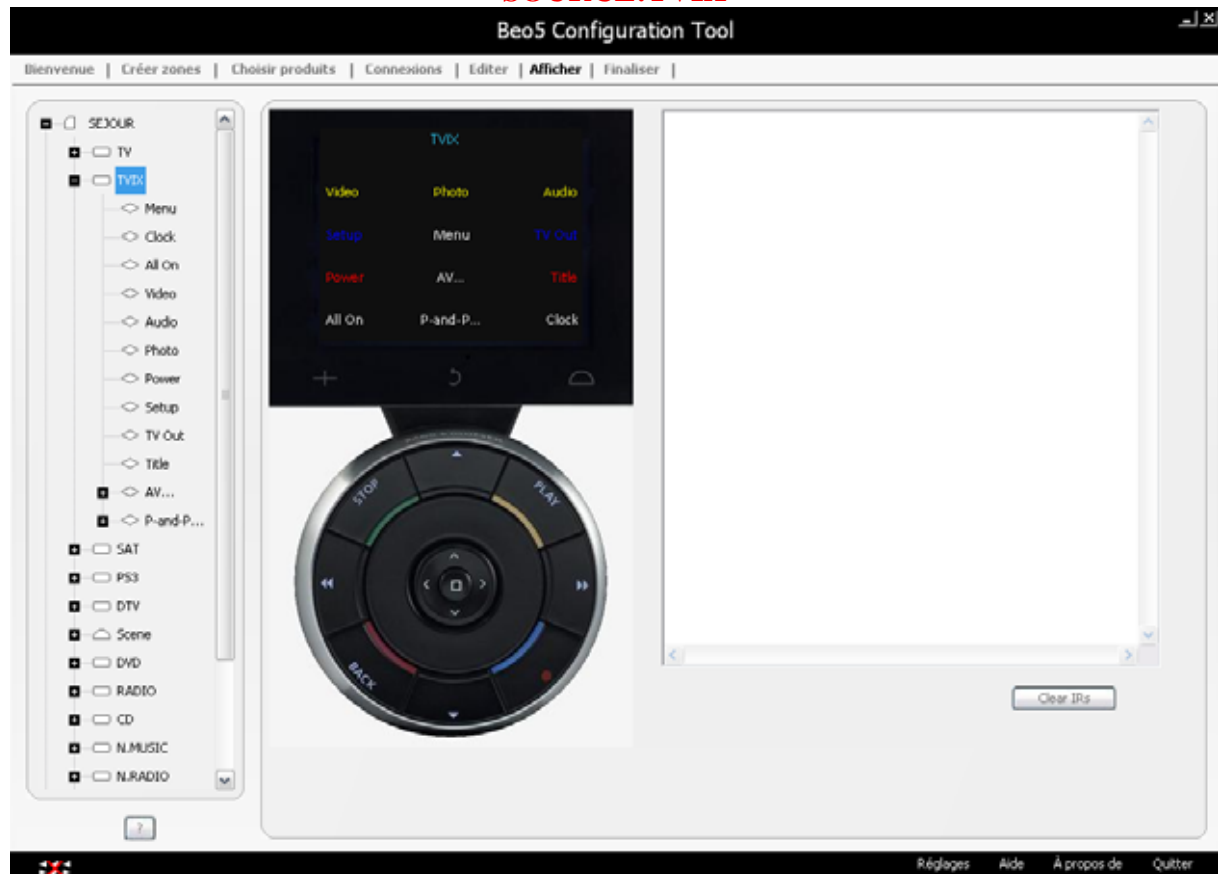 SOURCE:TVIX
Beo5 Configuration Tool
Bienvenue | Créer zones | Choisir produits | Connexions | Editer | Afficher | Finaliser |
SEJOUR
TV
TVIX
Menu
Clock
All On
Video
Audio
Photo
Power
Setup
TV Out
Title
AV...
P-and-P...
SAT
PS3
DTV
Scene
DVD
RADIO
CD
N.MUSIC
N.RADIO
?
TVIX
Video Photo Audio
Setup Menu TV Out
Power AV... Title
All On P-and-P... Clock
STOP
PLAY
BACK
Clear IRs
Réglages Aide À propos de Quitter